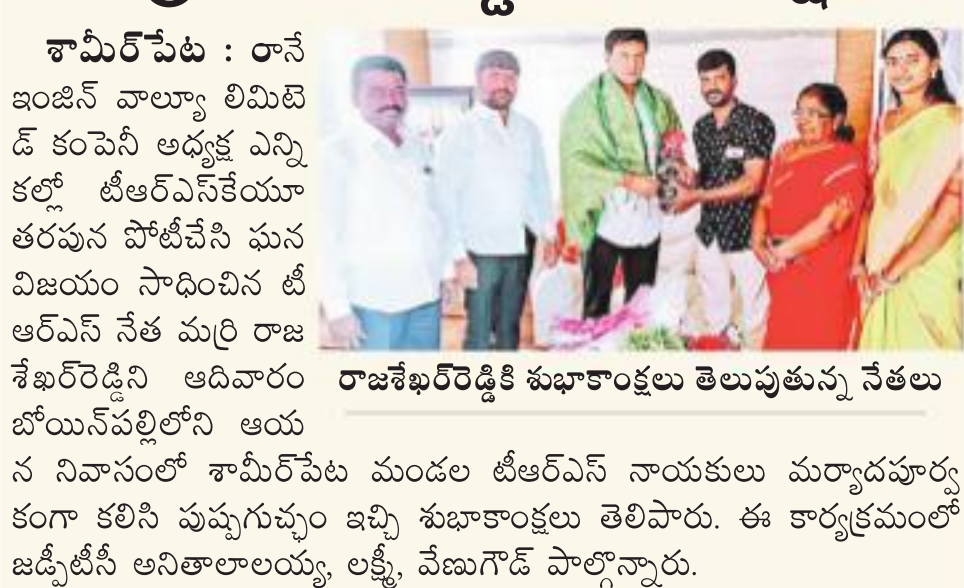 శామీర్‌పేట : రానే
ఇంజిన్ వాల్యూ లిమిటె
డ్ కంపెనీ అధ్యక్ష ఎన్ని
కల్లో టీఆర్ఎస్‌కేయూ
తరపున పోటీచేసి ఘన
విజయం సాధించిన టీ
ఆర్ఎస్ నేత మర్రి రాజ
శేఖర్‌రెడ్డిని ఆదివారం
బోయిన్‌పల్లిలోని ఆయ
న నివాసంలో శామీర్‌పేట మండల టీఆర్ఎస్ నాయకులు మర్యాదపూర్వ
కంగా కలిసి పుష్పగుచ్ఛం ఇచ్చి శుభాకాంక్షలు తెలిపారు. ఈ కార్యక్రమంలో
జడ్పీటీసీ అనితాలాలయ్య, లక్ష్మీ, వేణుగౌడ్ పాల్గొన్నారు.
రాజశేఖర్‌రెడ్డికి శుభాకాంక్షలు తెలుపుతున్న నేతలు